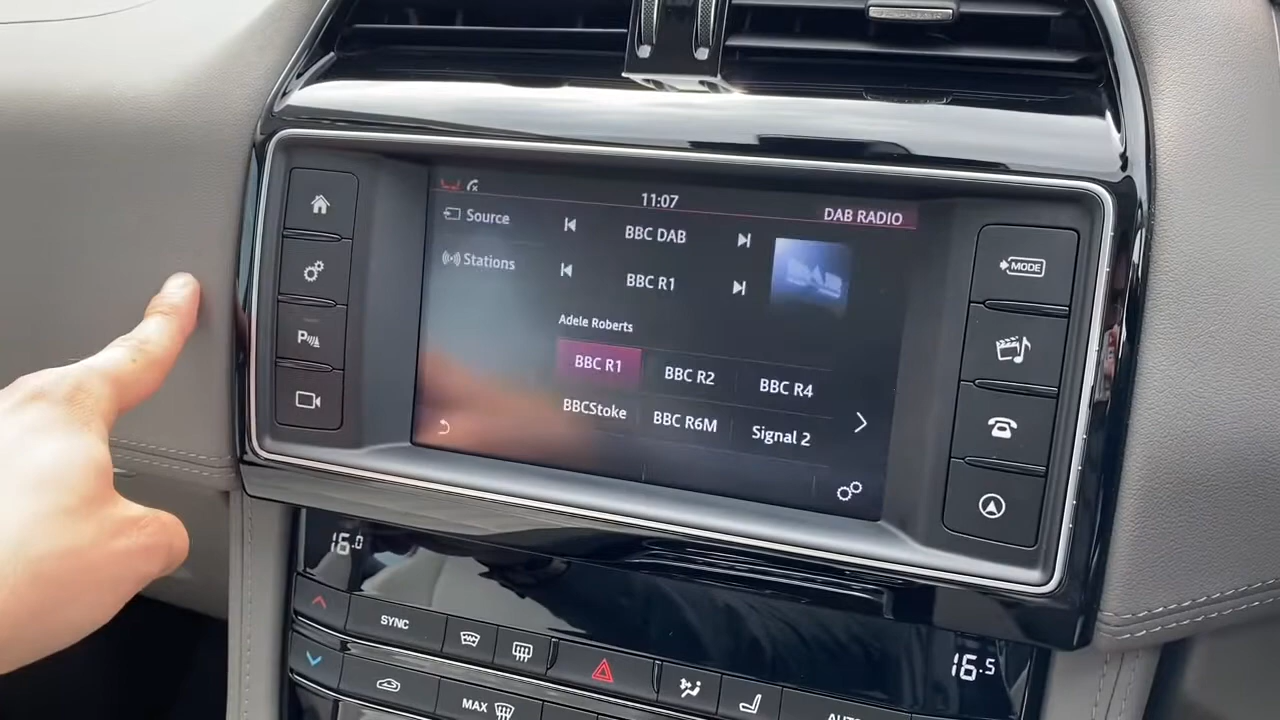 11:07
DAB RADIO
Source
BBC DAB
Stations
BBC R1
Adele Roberts
BBC R1
BBC R2
BBC R4
BBCStoke
BBC R6M
Signal 2
MODE
P
16.0
16.5
SYNC
MAX